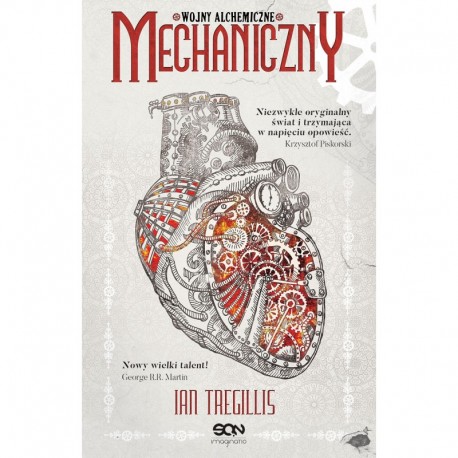 WOJNY ALCHEMICZNE
MECHANICZNY
Niezwykle oryginalny
świat i trzymająca
w napięciu opowieść.
Krzysztof Piskorski
Nowy wielki talent!
George R.R. Martin
IAN TREGILLIS
SQN
imaginatio